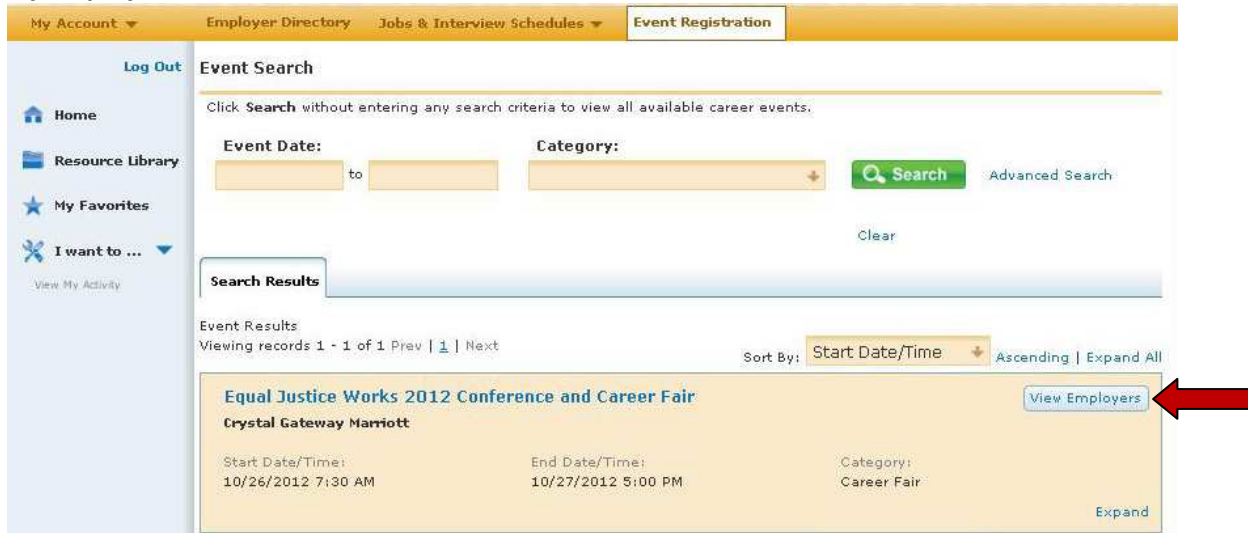 My Account Employer Directory Jobs & Interview Schedules Event Registration
Log Out
Home
Resource Library
My Favorites
I want to ...
View My Activity
Event Search
Click Search without entering any search criteria to view all available career events.
Event Date: Category:
to Search Advanced Search
Clear
Search Results
Event Results
Viewing records 1 - 1 of 1 Prev | 1 | Next
Sort By: Start Date/Time Ascending | Expand All
Equal Justice Works 2012 Conference and Career Fair View Employers
Crystal Gateway Marriott
Start Date/Time: End Date/Time: Category:
10/26/2012 7:30 AM 10/27/2012 5:00 PM Career Fair
Expand